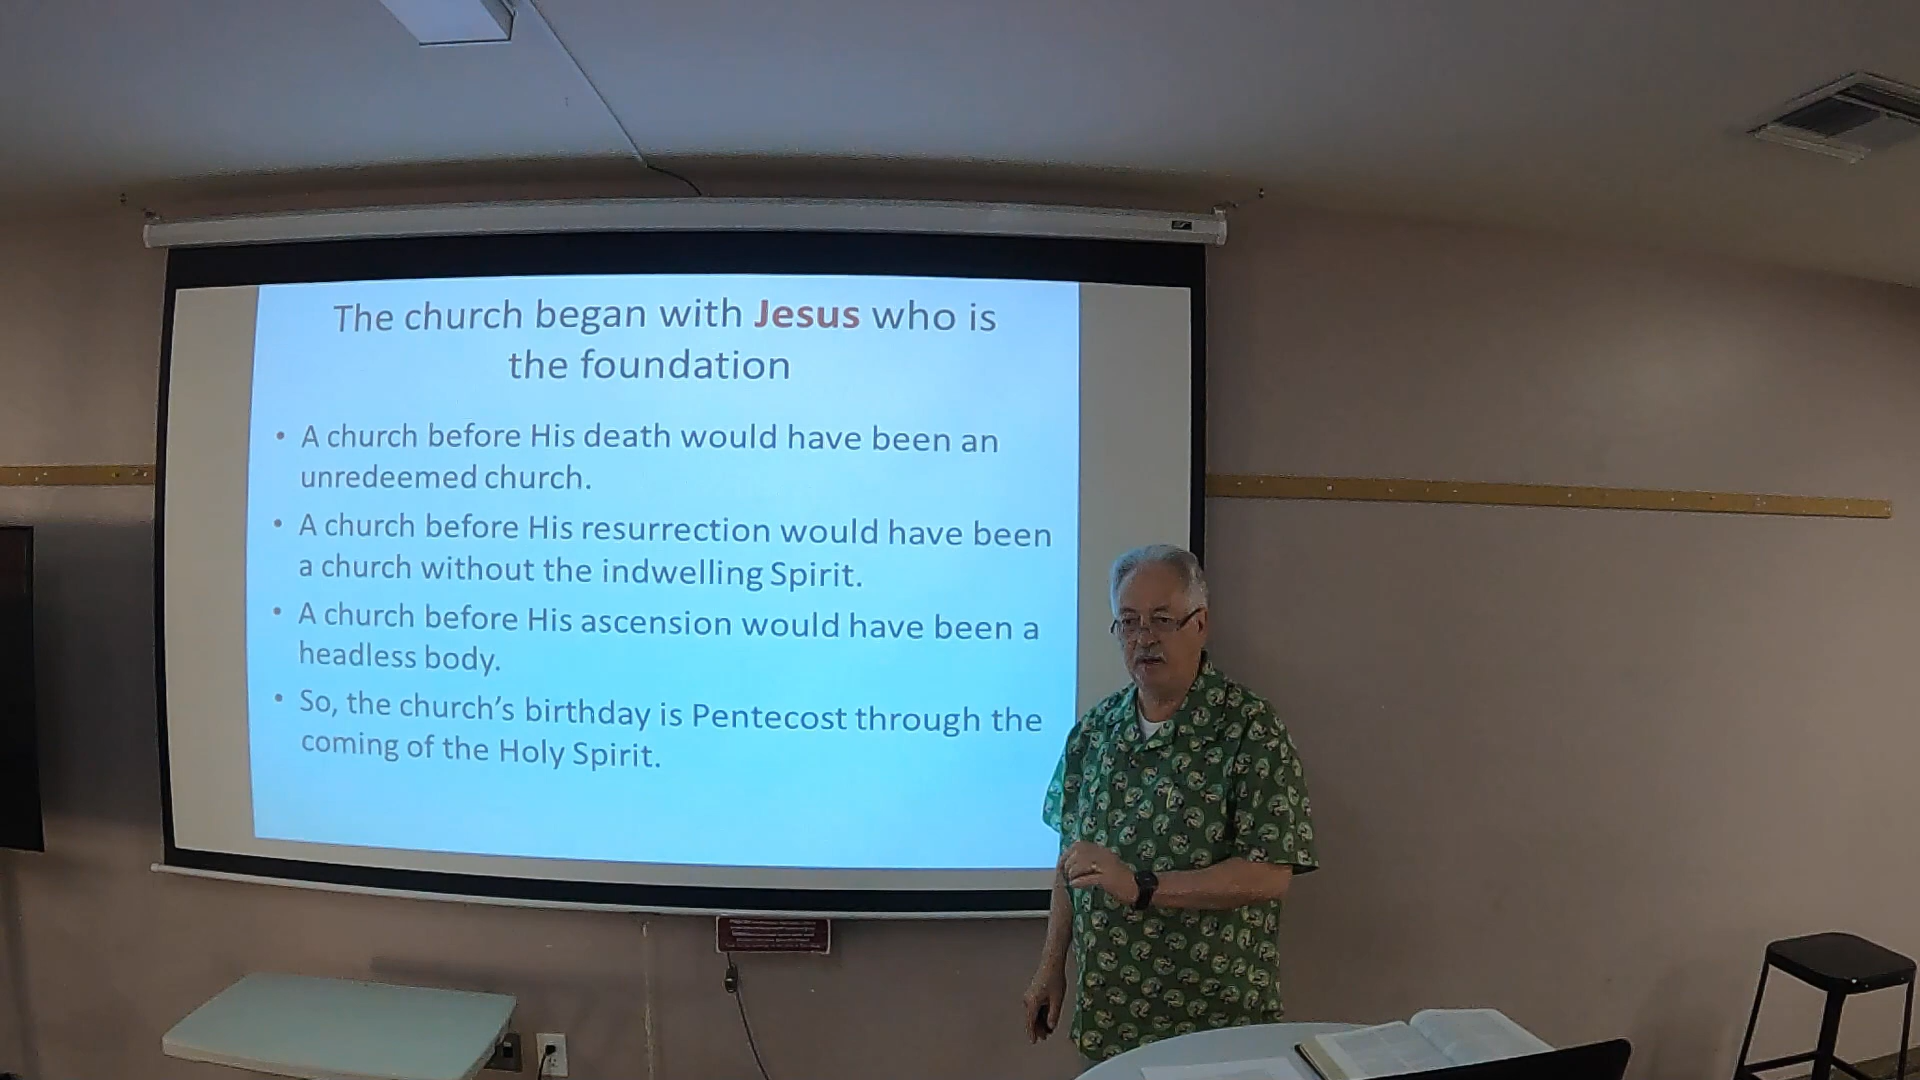 The church began with Jesus who is
the foundation
• A church before His death would have been an
unredeemed church.
• A church before His resurrection would have been
a church without the indwelling Spirit.
• A church before His ascension would have been a
headless body.
• So, the church's birthday is Pentecost through the
coming of the Holy Spirit.